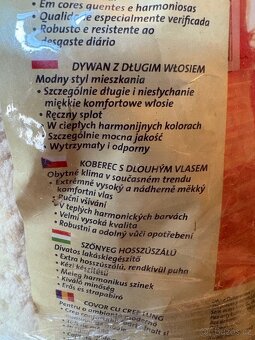 • Em cores quentes e harmoniosas
• Qualidade especialmente verificada
• Robusto e resistente ao
desgaste diário
DYWAN Z DŁUGIM WŁOSIEM
Modny styl mieszkania
• Szczególnie długie i niesłychanie
miękkie komfortowe włosie
• Ręczny splot
• W ciepłych harmonijnych kolorach
• Szczególnie mocna jakość
• Wytrzymały i odporny
KOBEREC S DLOUHÝM VLASEM
Obytné klima v současném trendu
• Extrémně vysoký a nádherně měkký
komfortní vlas
• Ruční všívání
• V teplých harmonických barvách
• Velmi vysoká kvalita
• Robustní a odolný vůči opotřebení
SZŐNYEG HOSSZÚSZÁLÚ
Divatos lakáskiegészítő
• Extra hosszúszálú, rendkívül puha
• Kézi készítésű
• Meleg harmonikus színek
• Kiváló minőség
• Erős es strapabíró
COVOR CU FIR LUNG